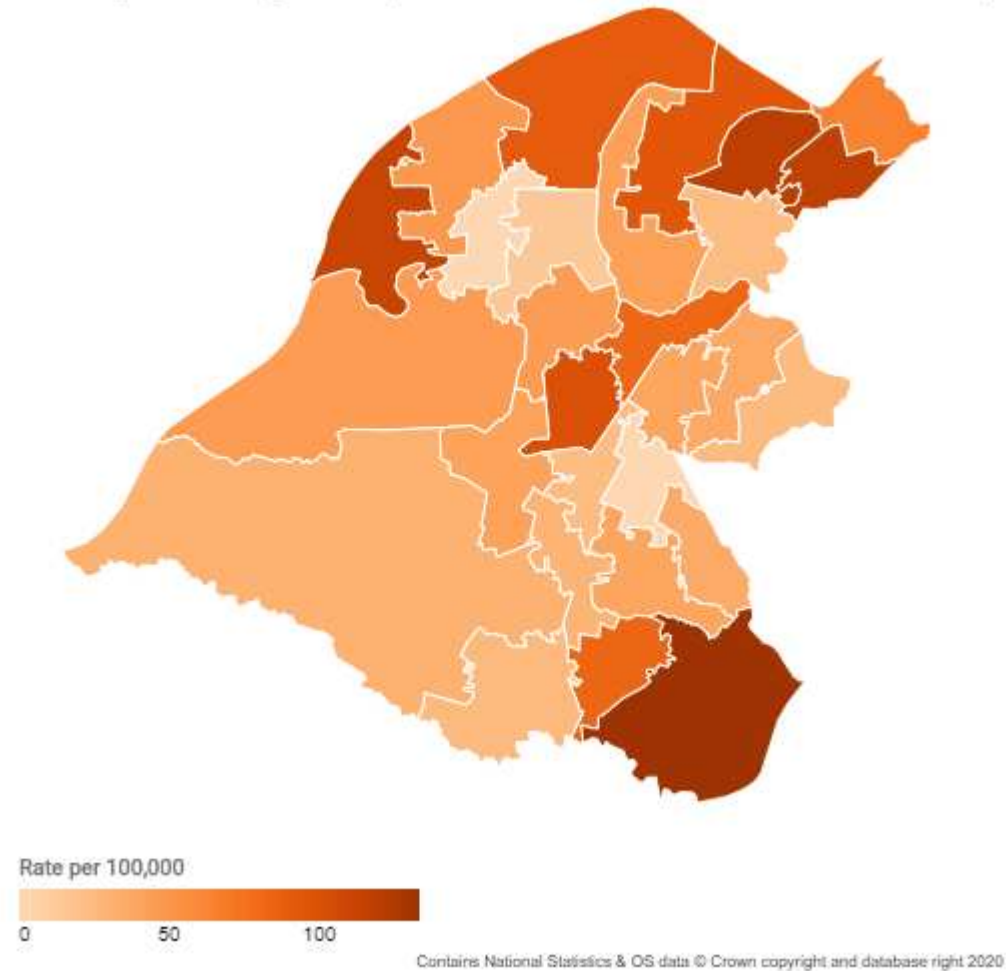 Rate per 100,000
0 50 100
Contains National Statistics & OS data © Crown copyright and database right 2020